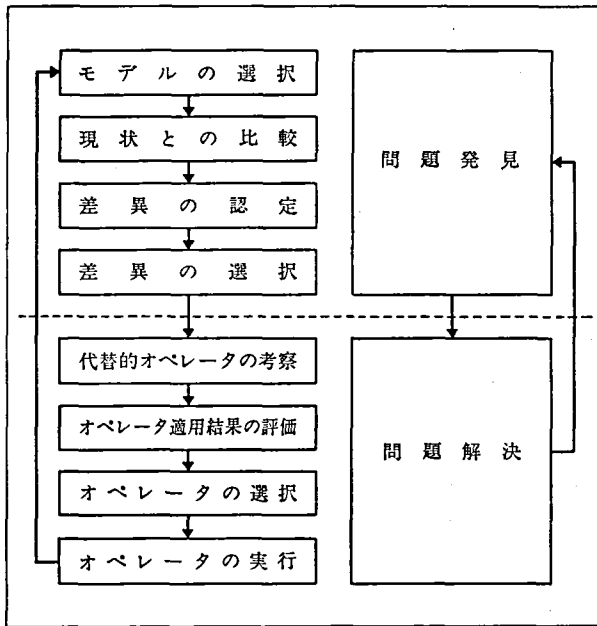 モデルの選択
現状との比較
差異の認定
差異の選択
代替的オペレータの考察
オペレータ適用結果の評価
オペレータの選択
オペレータの実行
問題発見
問題解決